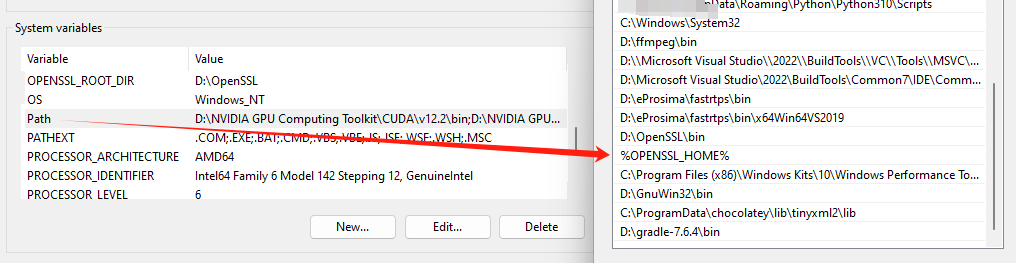 System variables
Variable Value
OPENSSL_ROOT_DIR D:\OpenSSL
OS Windows_NT
Path D:\NVIDIA GPU Computing Toolkit\CUDA\v12.2\bin;D:\NVIDIA GPU...
PATHEXT .COM;.EXE;.BAT;.CMD;.VBS;.VBE;.JS;.JSE;.WSF;.WSH;.MSC
PROCESSOR_ARCHITECTURE AMD64
PROCESSOR_IDENTIFIER Intel64 Family 6 Model 142 Stepping 12, GenuineIntel
PROCESSOR_LEVEL 6
New... Edit... Delete
Data\Roaming\Python\Python310\Scripts
C:\Windows\System32
D:\ffmpeg\bin
D:\\Microsoft Visual Studio\\2022\\BuildTools\\VC\\Tools\\MSVC\...
D:\Microsoft Visual Studio\2022\BuildTools\Common7\IDE\Comm...
D:\eProsima\fastrtps\bin
D:\eProsima\fastrtps\bin\x64Win64VS2019
D:\OpenSSL\bin
%OPENSSL_HOME%
C:\Program Files (x86)\Windows Kits\10\Windows Performance To...
D:\GnuWin32\bin
C:\ProgramData\chocolatey\lib\tinyxml2\lib
D:\gradle-7.6.4\bin